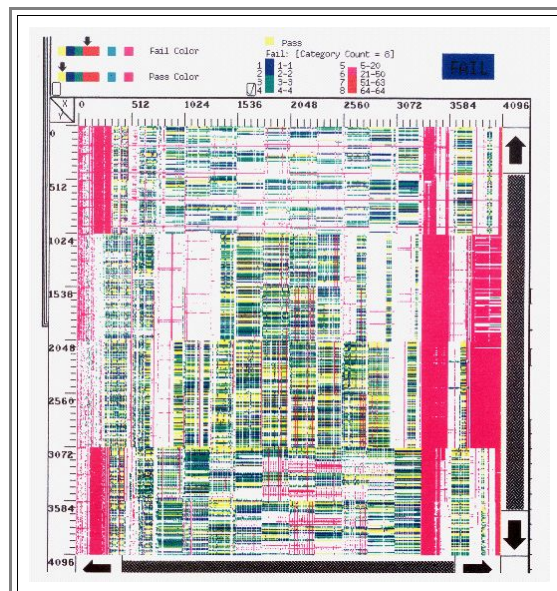 Pass
Fail Color
Fail: [Category Count = 8]
1 1-1 5 5-20
2 2-2 6 21-50
3 3-3 7 51-63
4 4-4 8 64-64
Pass Color
FAIL
X
Y
0 512 1024 1536 2048 2560 3072 3584 4096
0
512
1024
1536
2048
2560
3072
3584
4096